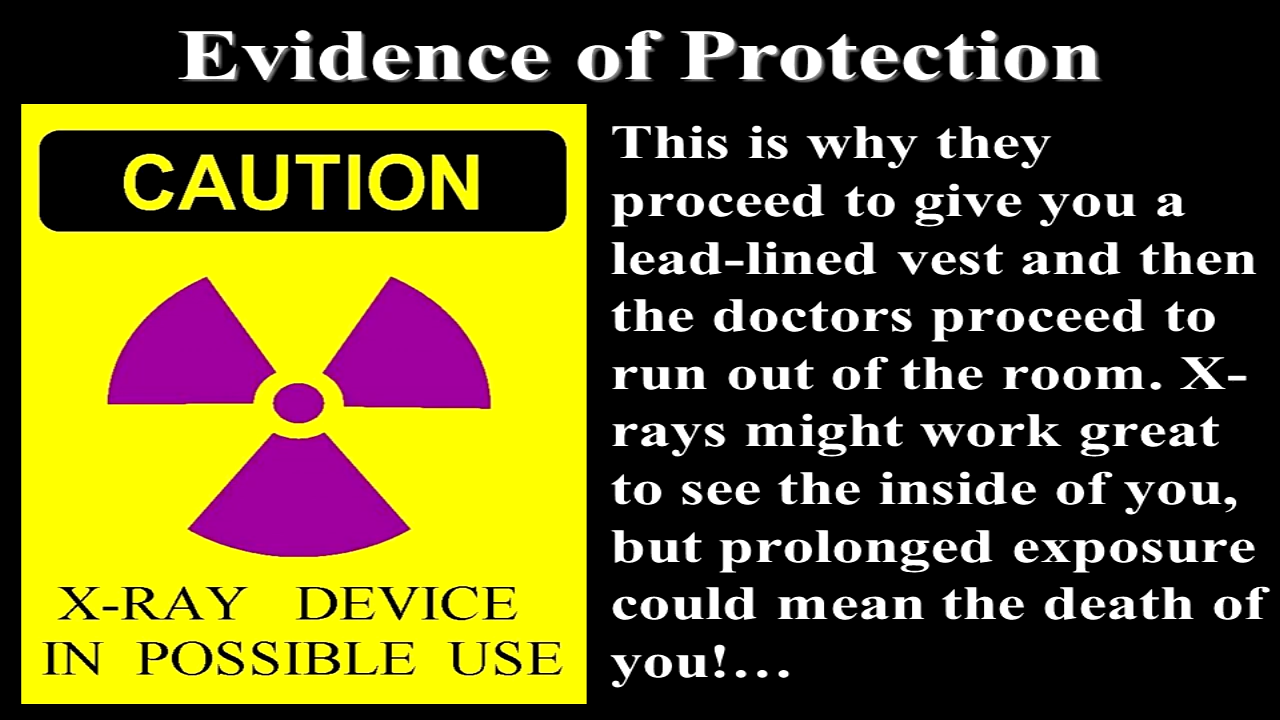 Evidence of Protection
CAUTION
X-RAY DEVICE
IN POSSIBLE USE
This is why they
proceed to give you a
lead-lined vest and then
the doctors proceed to
run out of the room. X-
rays might work great
to see the inside of you,
but prolonged exposure
could mean the death of
you!...